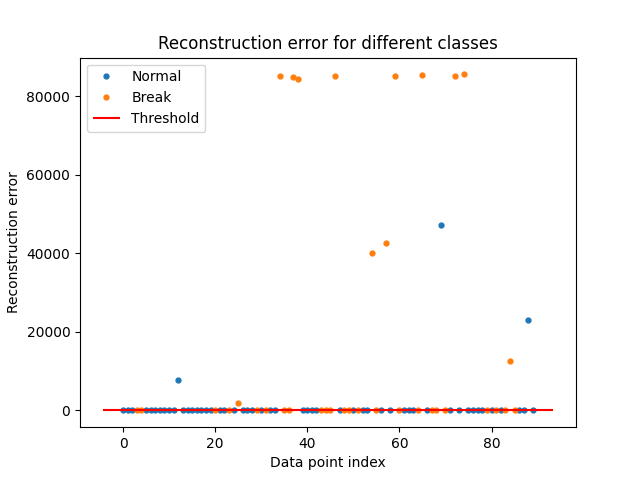 Reconstruction error for different classes
Normal
Break
Threshold
80000
60000
40000
20000
0
Reconstruction error
0
20
40
60
80
Data point index